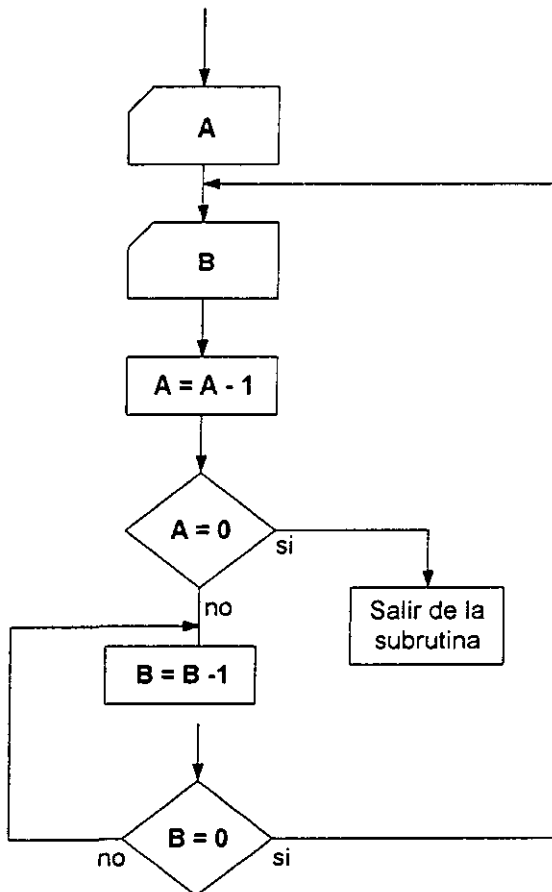 A
B
A = A - 1
A = 0
si
no
Salir de la
subrutina
B = B -1
B = 0
no
si